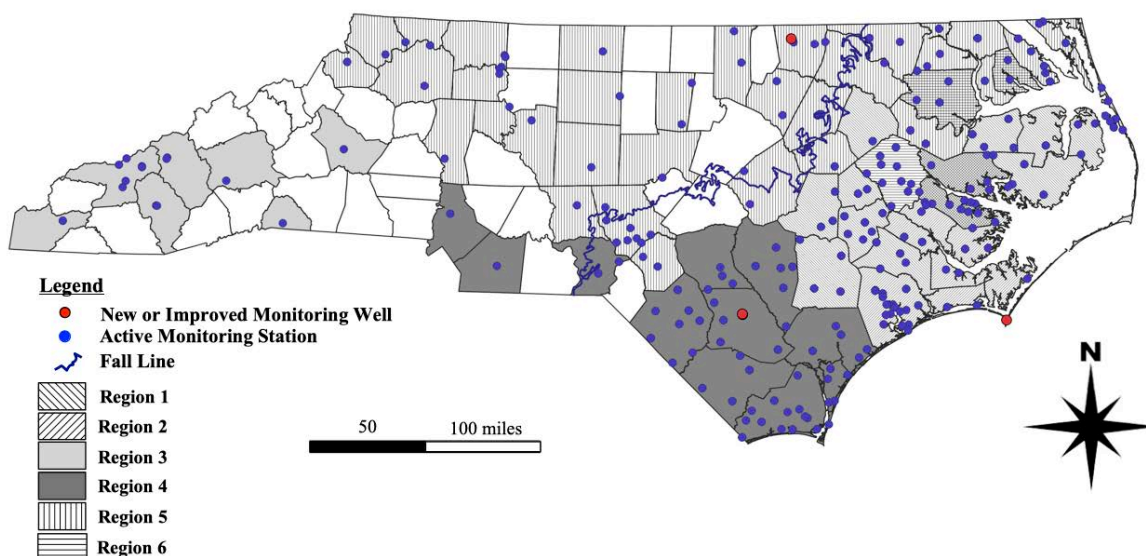 N
Legend
New or Improved Monitoring Well
Active Monitoring Station
Fall Line
Region 1
Region 2
Region 3
Region 4
Region 5
Region 6
50 100 miles